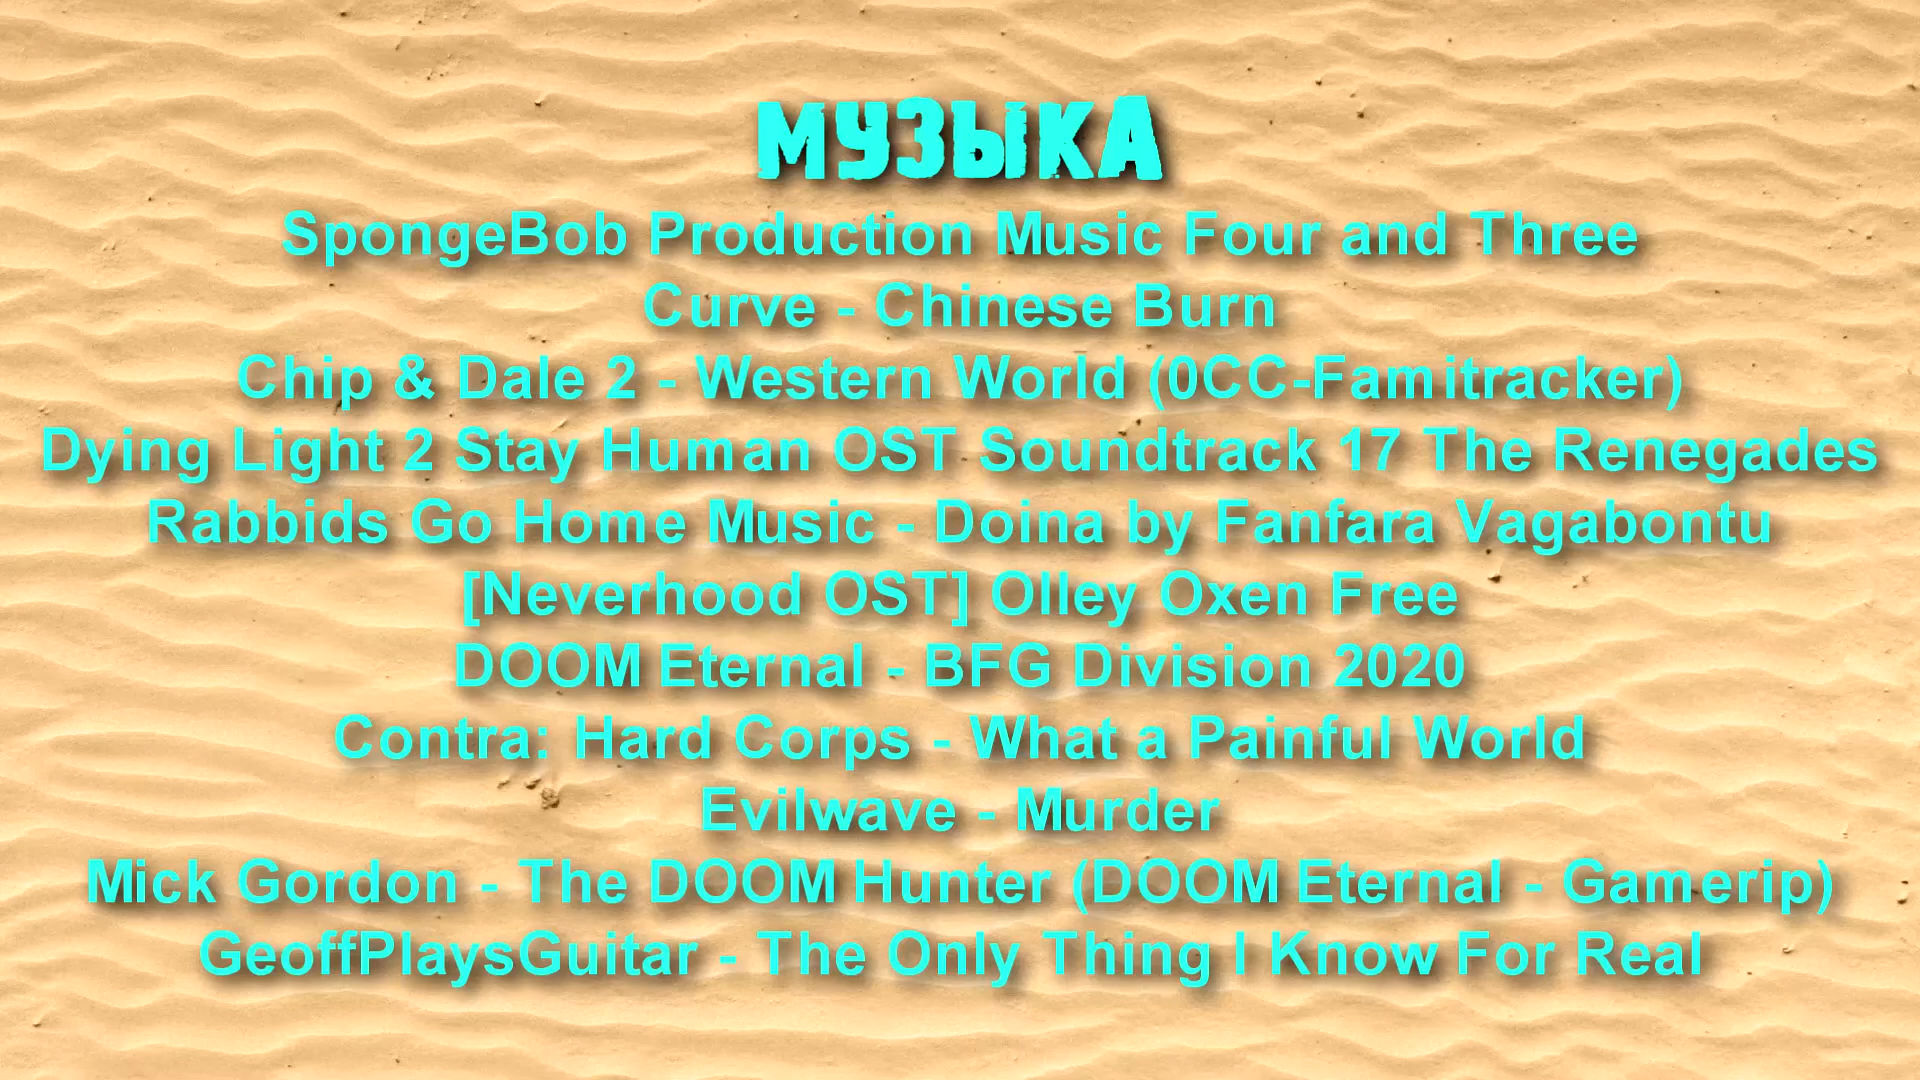 МУЗЫКА
SpongeBob Production Music Four and Three
Curve - Chinese Burn
Chip & Dale 2 - Western World (0CC-Famitracker)
Dying Light 2 Stay Human OST Soundtrack 17 The Renegades
Rabbids Go Home Music - Doina by Fanfara Vagabontu
[Neverhood OST] Olley Oxen Free
DOOM Eternal - BFG Division 2020
Contra: Hard Corps - What a Painful World
Evilwave - Murder
Mick Gordon - The DOOM Hunter (DOOM Eternal - Gamerip)
GeoffPlaysGuitar - The Only Thing I Know For Real